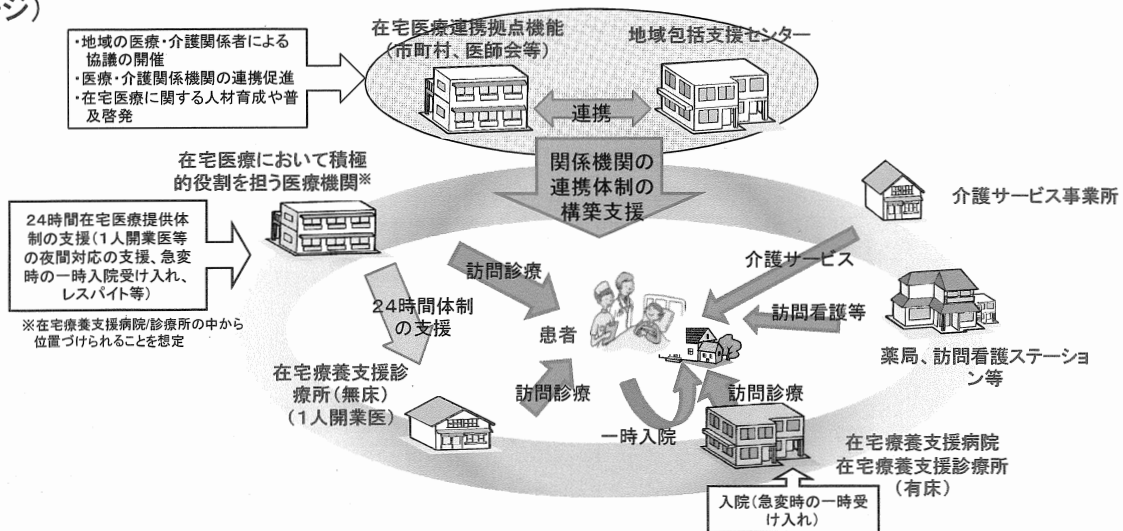 ジ）
・地域の医療・介護関係者による
協議の開催
・医療・介護関係機関の連携促進
・在宅医療に関する人材育成や普
及啓発
在宅医療連携拠点機能
（市町村、医師会等）
地域包括支援センター
連携
関係機関の
連携体制の
構築支援
在宅医療において積極
的役割を担う医療機関※
24時間在宅医療提供体
制の支援（1人開業医等
の夜間対応の支援、急変
時の一時入院受け入れ、
レスパイト等）
※在宅療養支援病院/診療所の中から
位置づけられることを想定
介護サービス事業所
訪問診療
24時間体制
の支援
介護サービス
訪問看護等
患者
薬局、訪問看護ステーショ
ン等
在宅療養支援診
療所（無床）
（1人開業医）
訪問診療
一時入院
訪問診療
在宅療養支援病院
在宅療養支援診療所
（有床）
入院（急変時の一時受
け入れ）